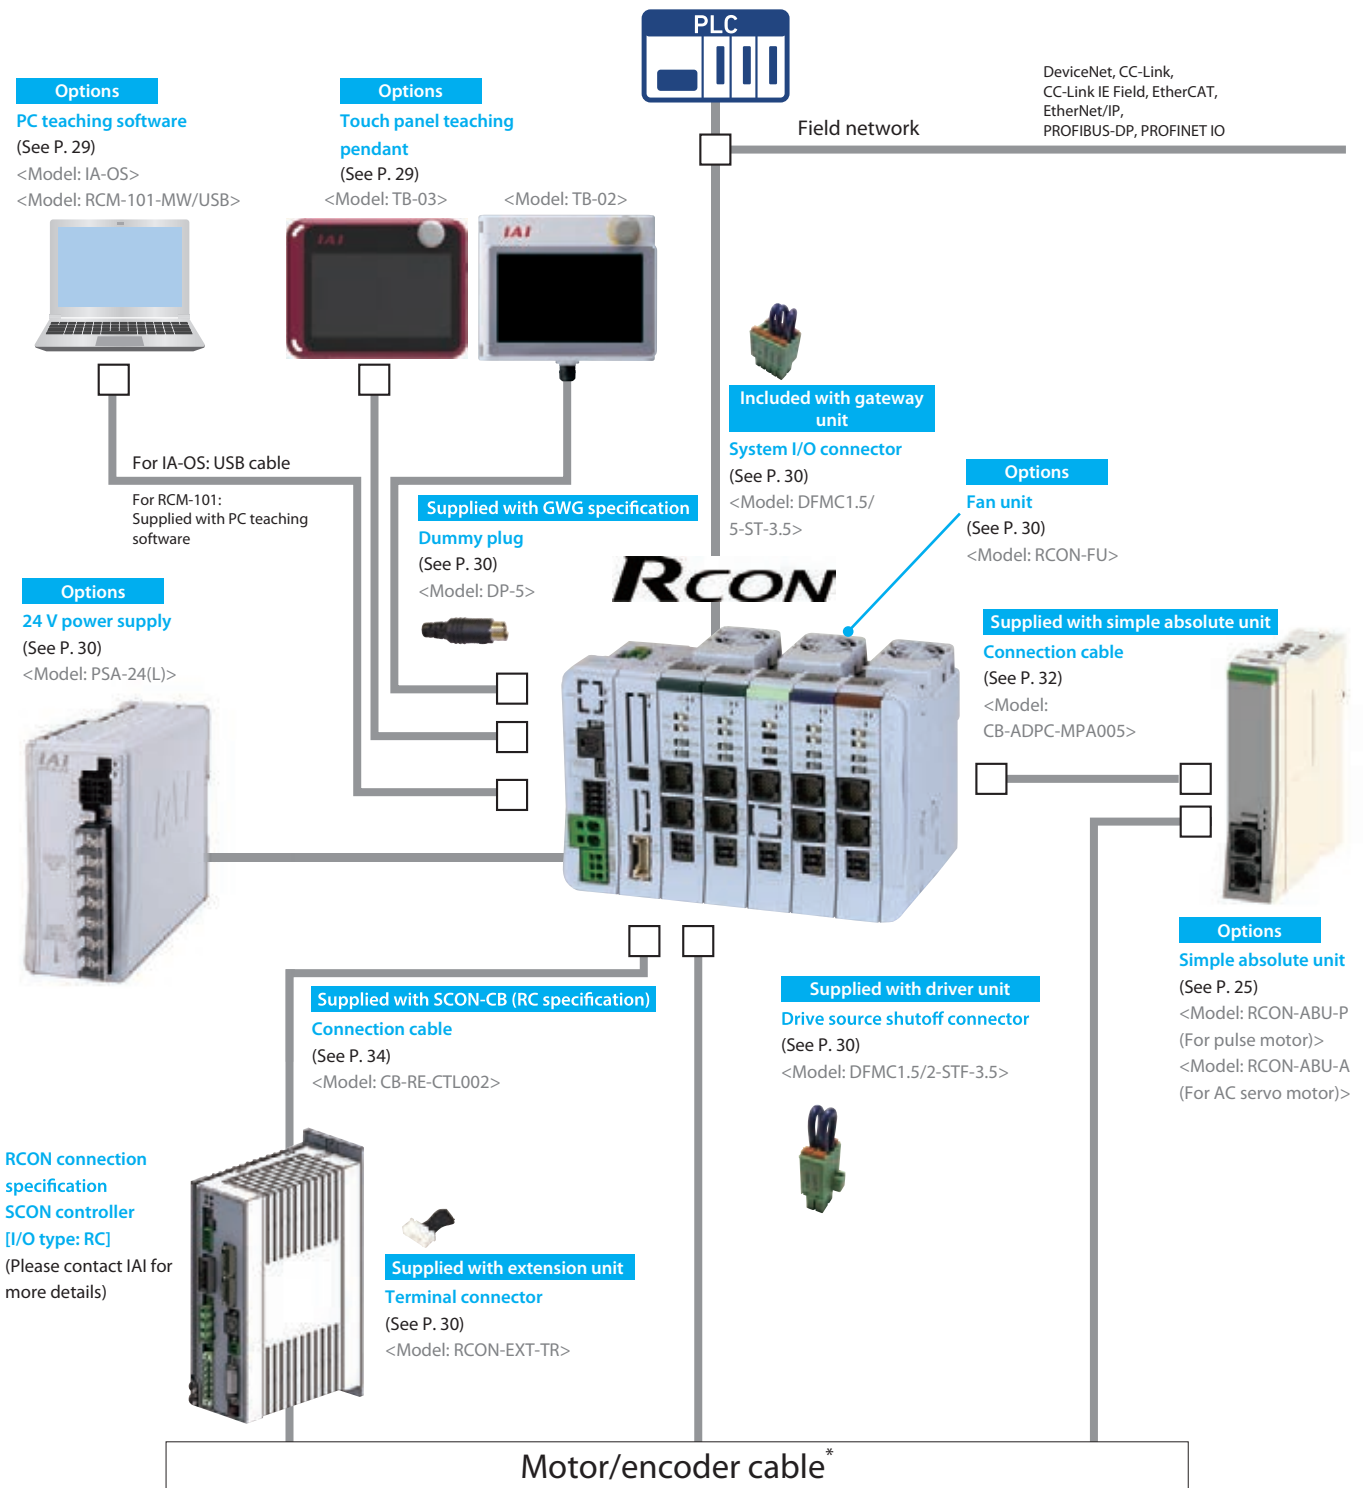 PLC
DeviceNet, CC-Link,
CC-Link IE Field, EtherCAT,
EtherNet/IP,
PROFIBUS-DP, PROFINET IO
Field network
Options
PC teaching software
(See P. 29)
<Model: IA-OS>
<Model: RCM-101-MW/USB>
Options
Touch panel teaching
pendant
(See P. 29)
<Model: TB-03>
<Model: TB-02>
IAI
IAI
For IA-OS: USB cable
For RCM-101:
Supplied with PC teaching
software
Included with gateway
unit
System I/O connector
(See P. 30)
<Model: DFMC1.5/
5-ST-3.5>
Options
Fan unit
(See P. 30)
<Model: RCON-FU>
Supplied with GWG specification
Dummy plug
(See P. 30)
<Model: DP-5>
RCON
Options
24 V power supply
(See P. 30)
<Model: PSA-24(L)>
IAI
IAI
Supplied with simple absolute unit
Connection cable
(See P. 32)
<Model:
CB-ADPC-MPA005>
Options
Simple absolute unit
(See P. 25)
<Model: RCON-ABU-P
(For pulse motor)>
<Model: RCON-ABU-A
(For AC servo motor)>
Supplied with SCON-CB (RC specification)
Connection cable
(See P. 34)
<Model: CB-RE-CTL002>
Supplied with driver unit
Drive source shutoff connector
(See P. 30)
<Model: DFMC1.5/2-STF-3.5>
RCON connection
specification
SCON controller
[I/O type: RC]
(Please contact IAI for
more details)
Supplied with extension unit
Terminal connector
(See P. 30)
<Model: RCON-EXT-TR>
Motor/encoder cable*